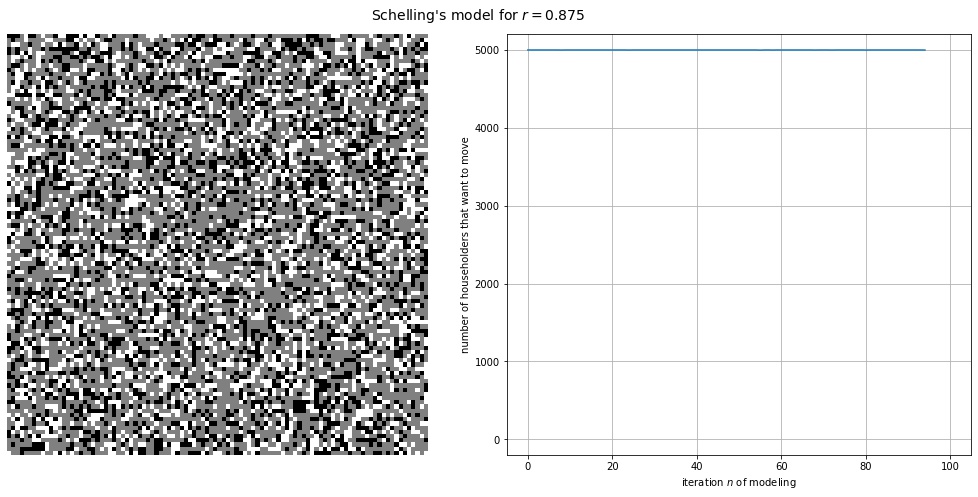 Schelling's model for r = 0.875
5000
4000
3000
2000
1000
0
number of householders that want to move
0 20 40 60 80 100
iteration n of modeling